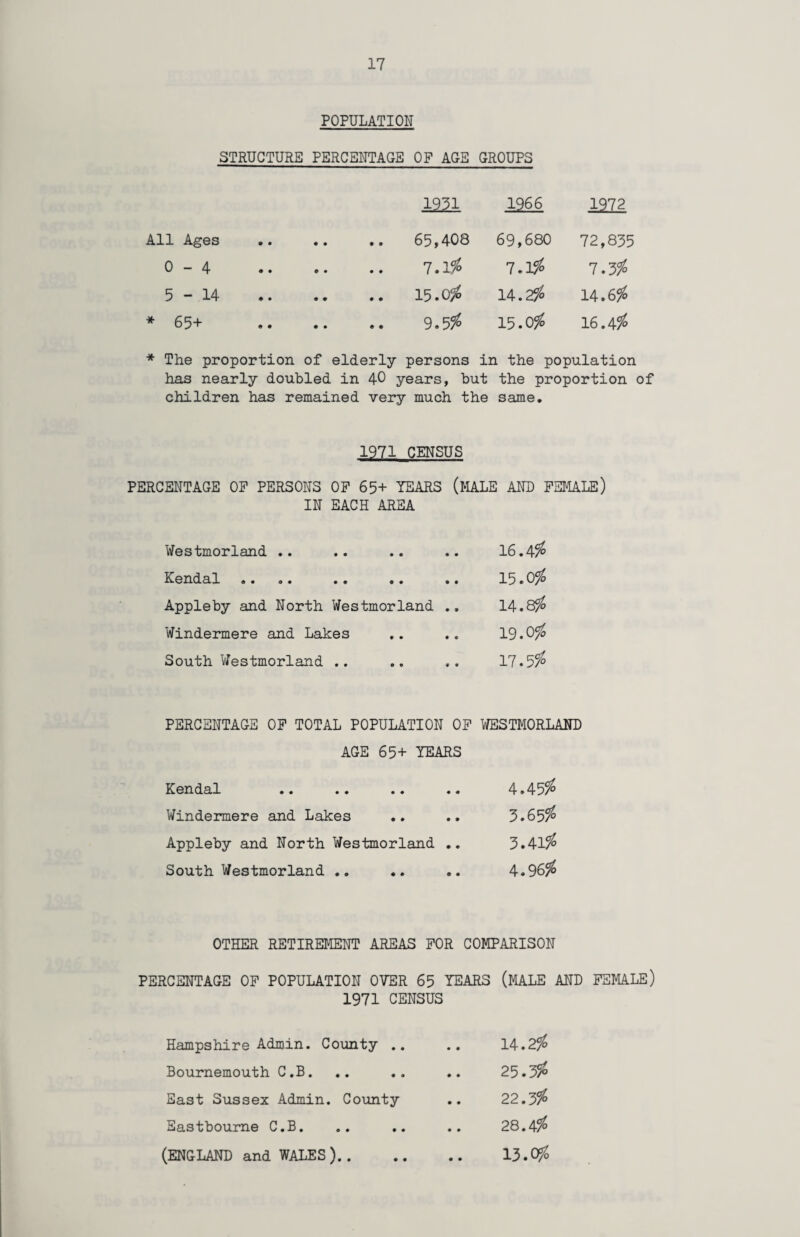 17
POPULATION
STRUCTURE PERCENTAGE OF AGE GROUPS
1931 1966 1972
All Ages .. .. .. 65,408 69,680 72,835
0 - 4 .. .. .. 7.1% 7.1% 7.3%
5 - 14 .. .. .. 15.0% 14.2% 14.6%
* 65+ .. .. .. 9.5% 15.0% 16.4%
* The proportion of elderly persons in the population
has nearly doubled in 40 years, but the proportion of
children has remained very much the same.
1971 CENSUS
PERCENTAGE OF PERSONS OF 65+ YEARS (MALE AND FEMALE)
IN EACH AREA
Westmorland .. .. .. .. 16.4%
Kendal .. .. .. .. .. 15.0%
Appleby and North Westmorland .. 14.8%
Windermere and Lakes .. .. 19.0%
South Westmorland .. .. .. 17.5%
PERCENTAGE OF TOTAL POPULATION OF WESTMORLAND
AGE 65+ YEARS
Kendal .. .. .. .. 4.45%
Windermere and Lakes .. .. 3.65%
Appleby and North Westmorland .. 3.41%
South Westmorland .. .. .. 4.96%
OTHER RETIREMENT AREAS FOR COMPARISON
PERCENTAGE OF POPULATION OVER 65 YEARS (MALE AND FEMALE)
1971 CENSUS
Hampshire Admin. County .. .. 14.2%
Bournemouth C.B. .. .. .. 25.3%
East Sussex Admin. County .. 22.3%
Eastbourne C.B. .. .. .. 28.4%
(ENGLAND and WALES).. .. .. 13.0%